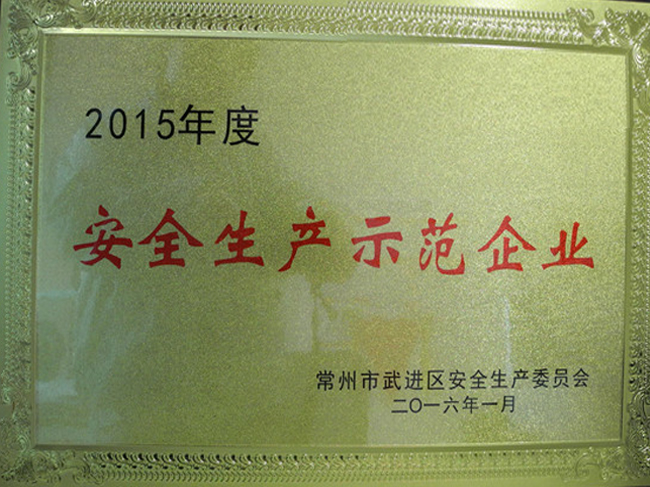 2015年度
安全生产示范企业
常州市武进区安全生产委员会
二〇一六年一月